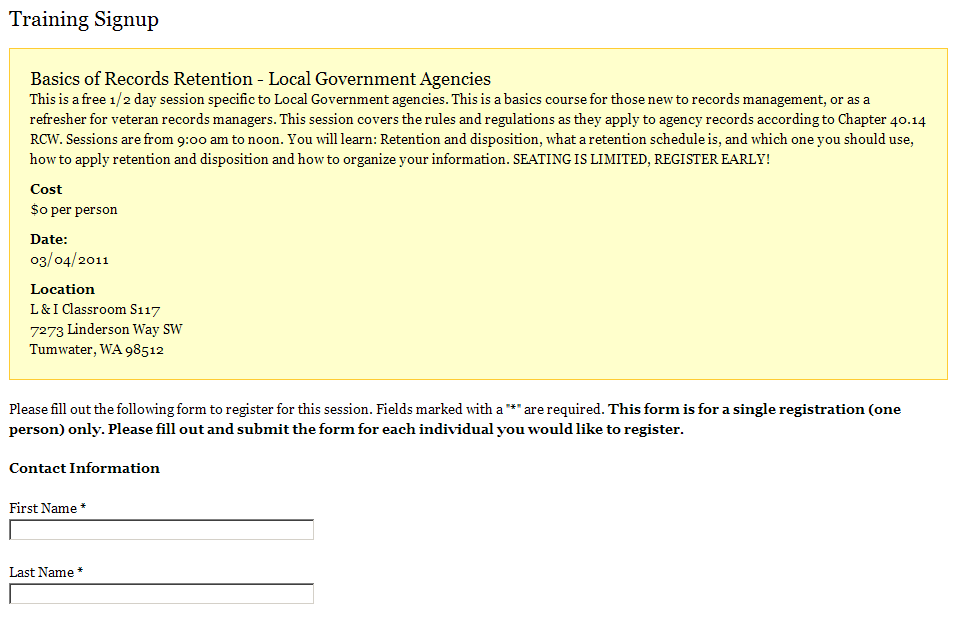 Training Signup
Basics of Records Retention - Local Government Agencies
This is a free 1/2 day session specific to Local Government agencies. This is a basics course for those new to records management, or as a
refresher for veteran records managers. This session covers the rules and regulations as they apply to agency records according to Chapter 40.14
RCW. Sessions are from 9:00 am to noon. You will learn: Retention and disposition, what a retention schedule is, and which one you should use,
how to apply retention and disposition and how to organize your information. SEATING IS LIMITED, REGISTER EARLY!
Cost
$0 per person
Date:
03/04/2011
Location
L & I Classroom S117
7273 Linderson Way SW
Tumwater, WA 98512
Please fill out the following form to register for this session. Fields marked with a "*" are required. This form is for a single registration (one
person) only. Please fill out and submit the form for each individual you would like to register.
Contact Information
First Name *
Last Name *